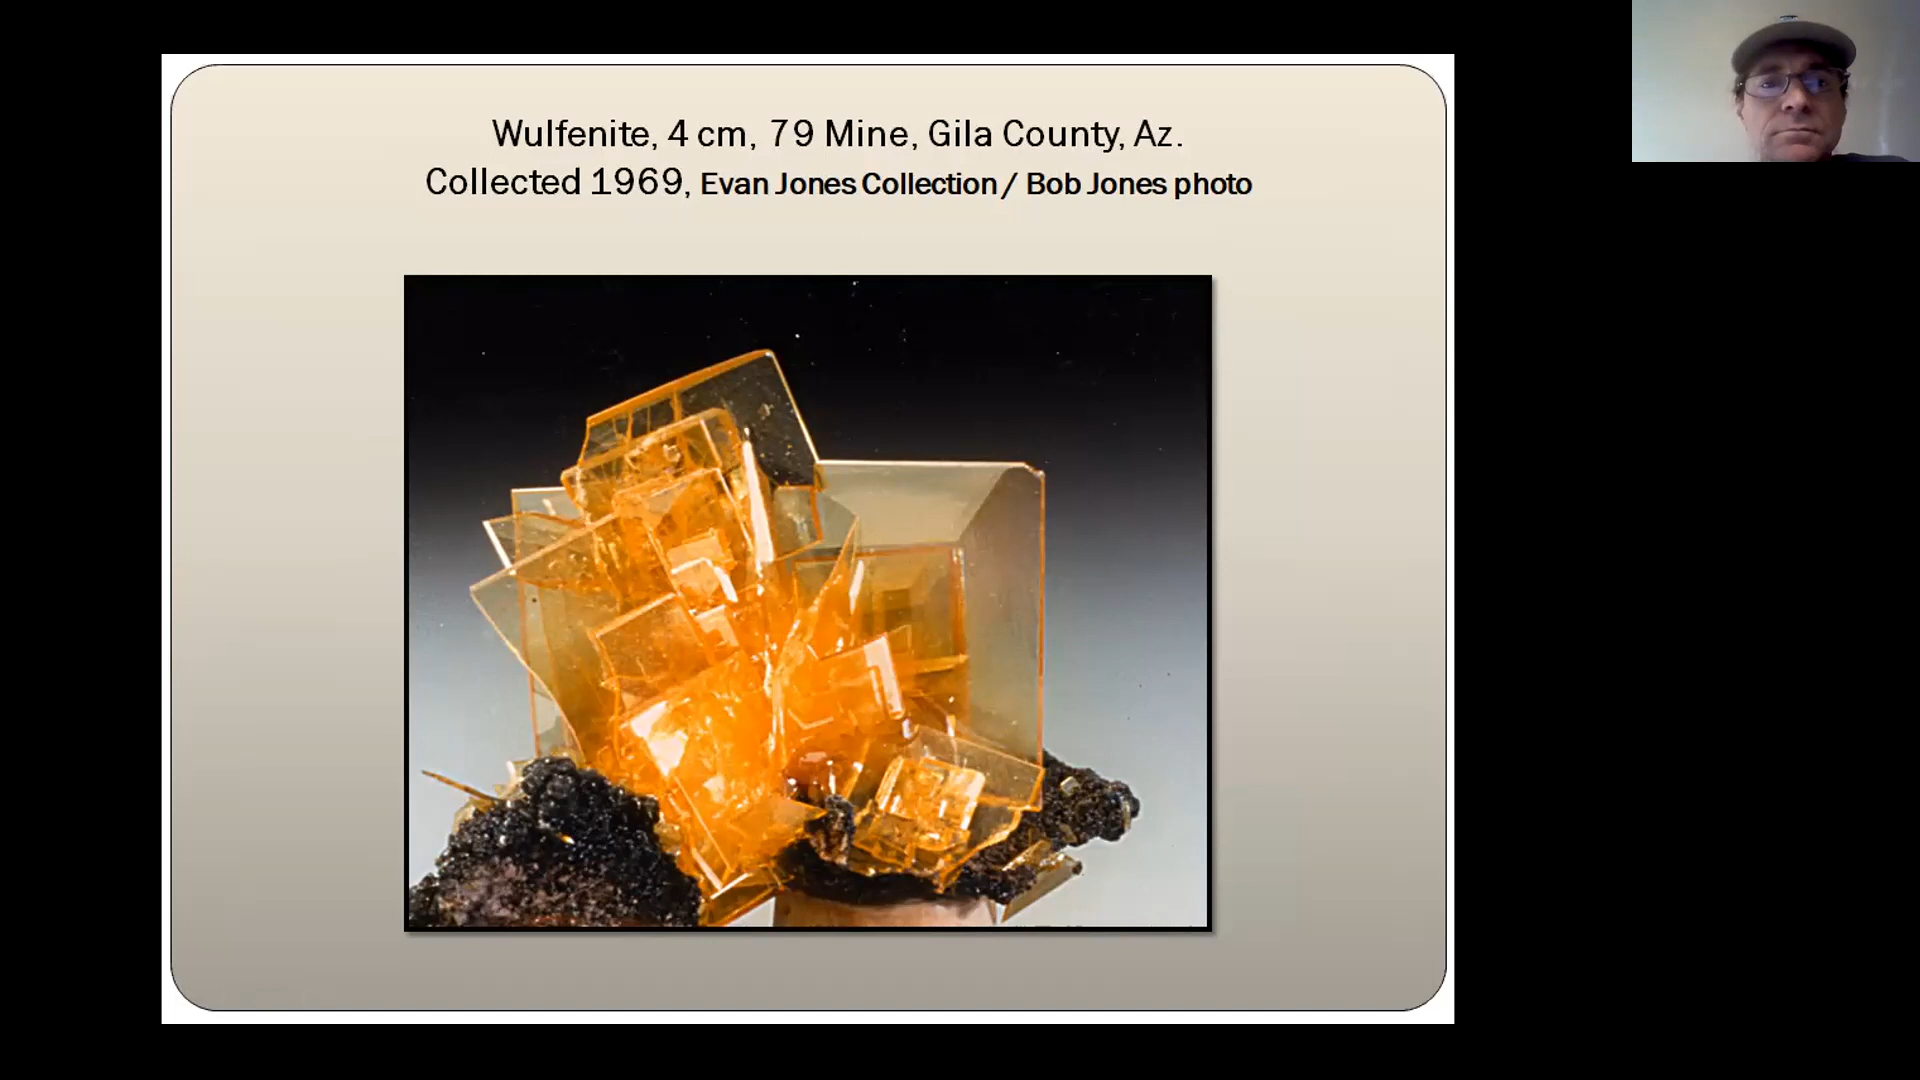 Wulfenite, 4 cm, 79 Mine, Gila County, Az.
Collected 1969, Evan Jones Collection / Bob Jones photo